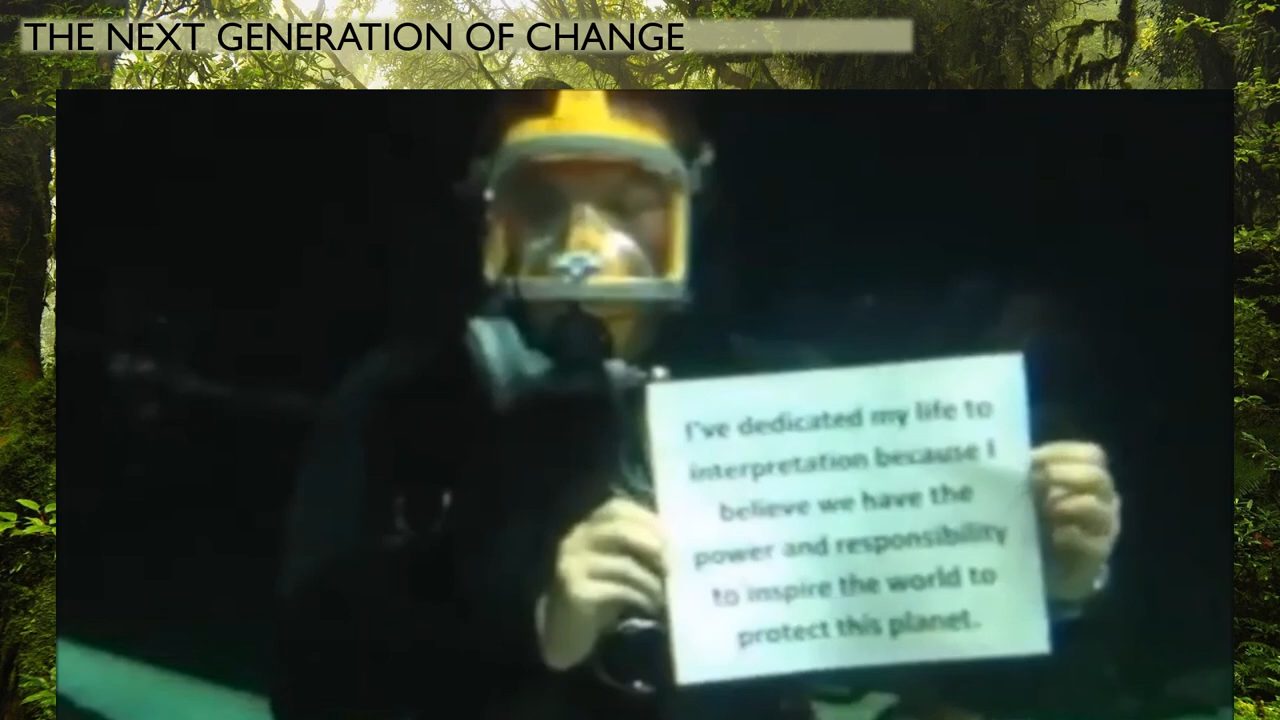 THE NEXT GENERATION OF CHANGE
I've dedicated my life to
interpretation because I
believe we have the
power and responsibility
to inspire the world to
protect this planet.